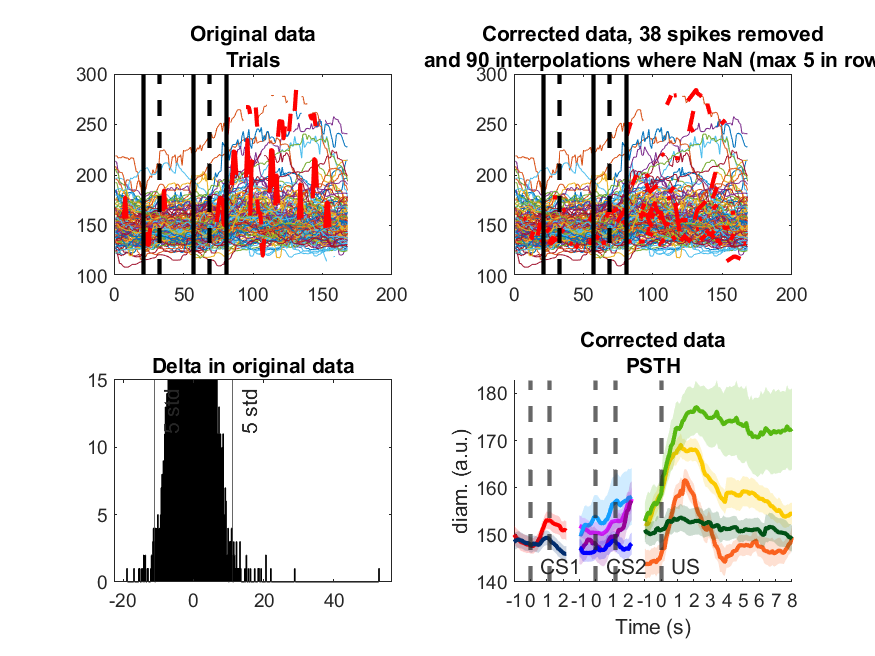 Original data
Trials
300
250
200
150
100
0
50
100
150
200
Corrected data, 38 spikes removed
and 90 interpolations where NaN (max 5 in row
300
250
200
150
100
0
50
100
150
200
Delta in original data
15
10
5
0
-20
0
20
40
5 std
5 std
Corrected data
PSTH
diam. (a.u.)
180
170
160
150
140
CS1
CS2
US
-1 0 1 2 -1 0 1 2 -1 0 1 2 3 4 5 6 7 8
Time (s)